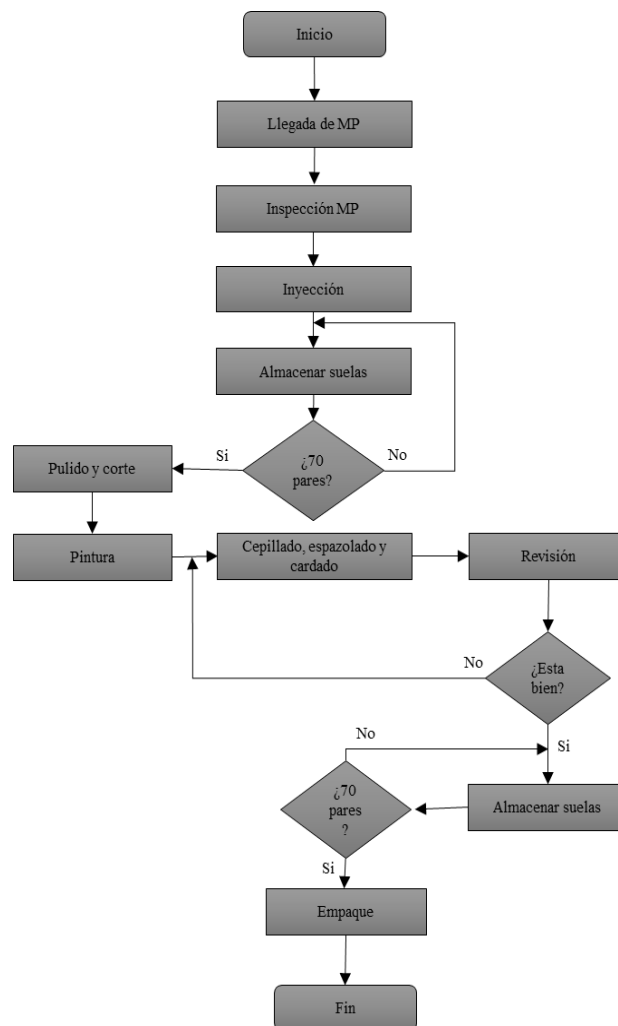 Inicio
Llegada de MP
Inspección MP
Inyección
Almacenar suelas
¿70
pares?
Si
No
Pulido y corte
Pintura
Cepillado, espazolado y
cardado
Revisión
¿Esta
bien?
No
Si
Almacenar suelas
¿70
pares
?
No
Si
Empaque
Fin